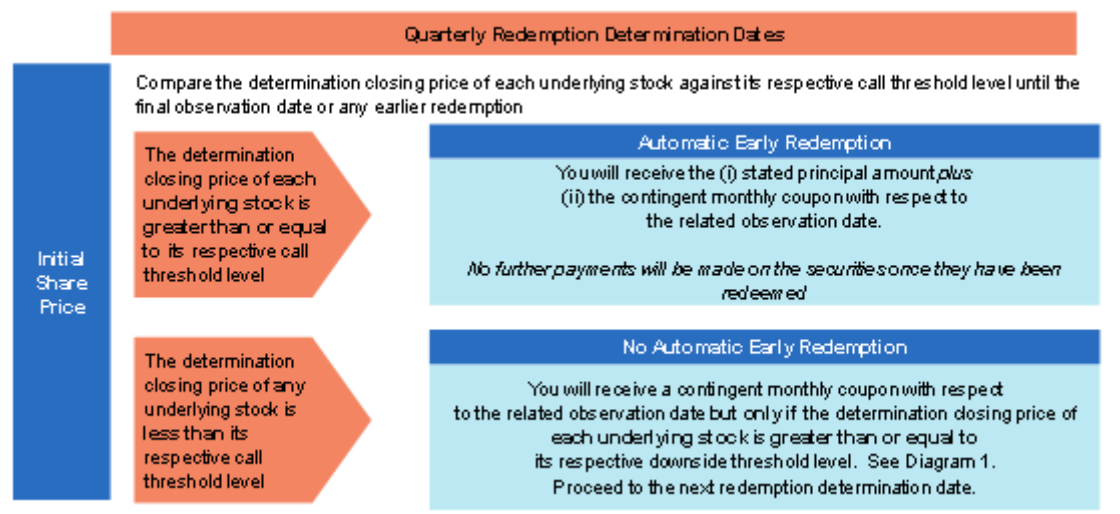 Quarterly Redemption Determination Dates
Compare the determination closing price of each underlying stock against its respective call threshold level until the
final observation date or any earlier redemption
Initial
Share
Price
The determination
closing price of each
underlying stock is
greater than or equal
to its respective call
threshold level
Automatic Early Redemption
You will receive the (i) stated principal amount plus
(ii) the contingent monthly coupon with respect to
the related observation date.
No further payments will be made on the securities once they have been
redeemed
The determination
closing price of any
underlying stock is
less than its
respective call
threshold level
No Automatic Early Redemption
You will receive a contingent monthly coupon with respect
to the related observation date but only if the determination closing price of
each underlying stock is greater than or equal to
its respective downside threshold level. See Diagram 1.
Proceed to the next redemption determination date.